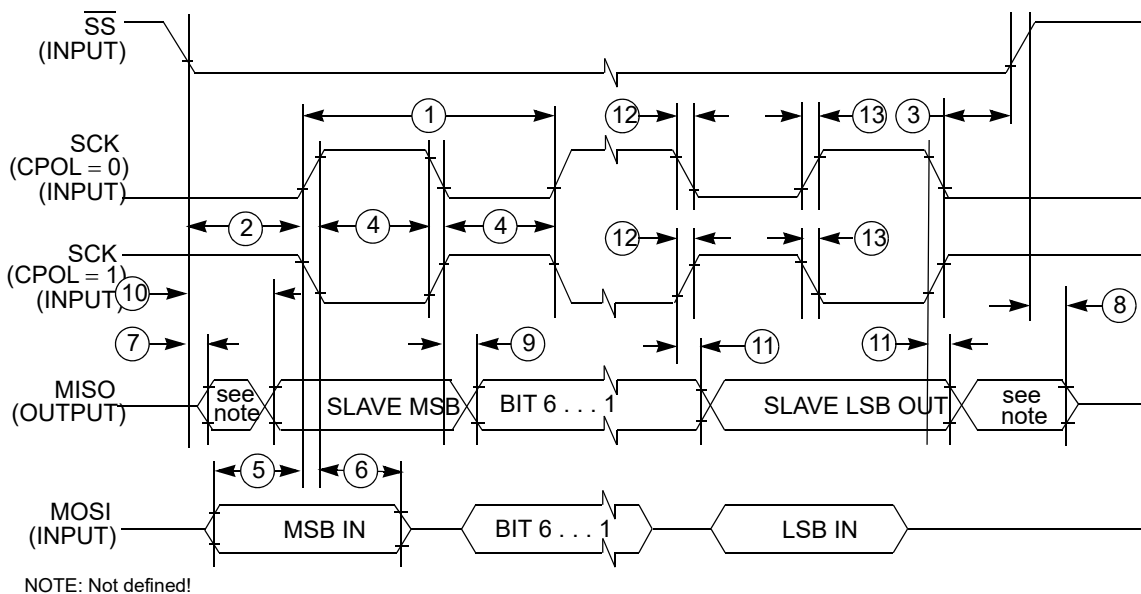 SS
(INPUT)
1
12
13
3
SCK
(CPOL = 0)
(INPUT)
2
4
4
12
13
SCK
(CPOL = 1)
(INPUT)
10
8
7
9
11
11
MISO
(OUTPUT)
see
note
SLAVE MSB
BIT 6 . . . 1
SLAVE LSB OUT
see
note
5
6
MOSI
(INPUT)
MSB IN
BIT 6 . . . 1
LSB IN
NOTE: Not defined!